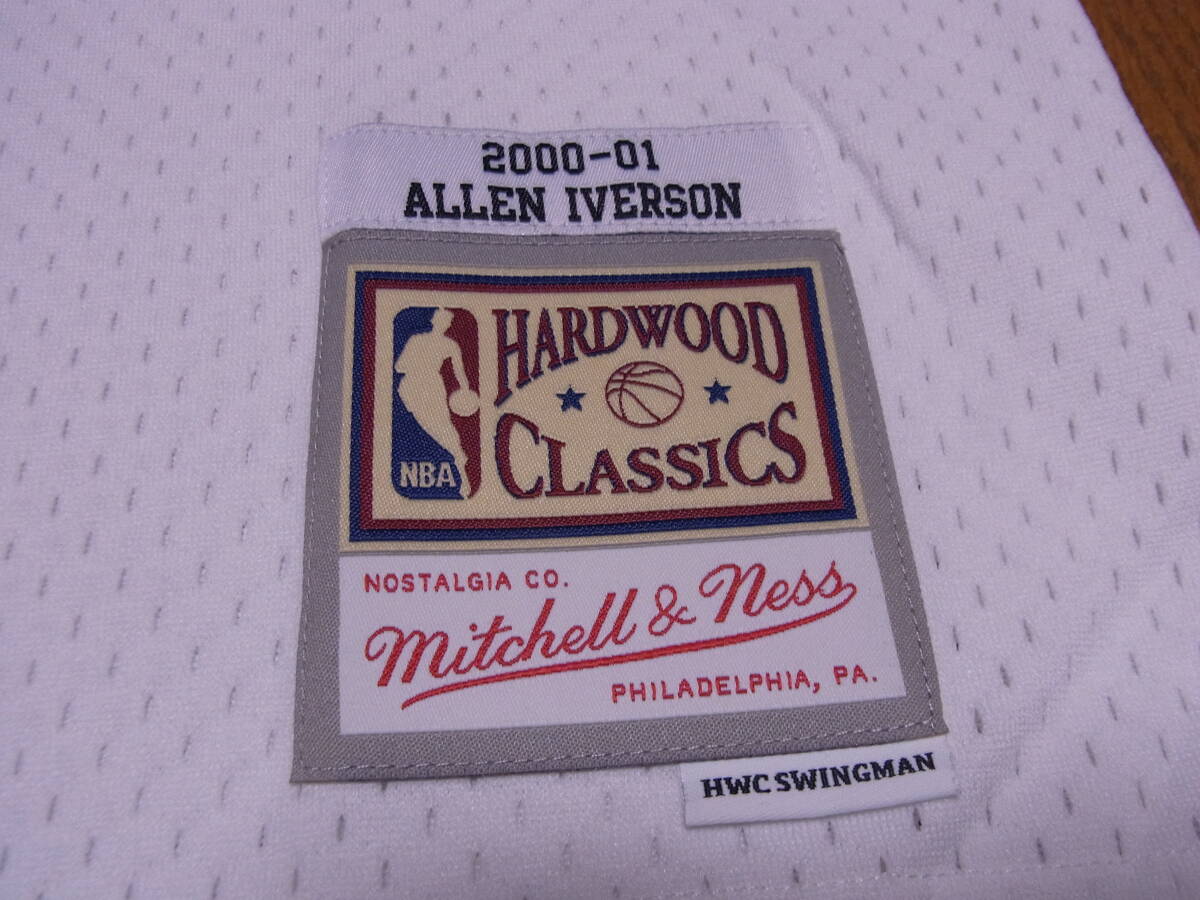 2000-01
ALLEN IVERSON
HARDWOOD
CLASSICS
NBA
NOSTALGIA CO.
Mitchell & Ness
PHILADELPHIA, PA.
HWC SWINGMAN